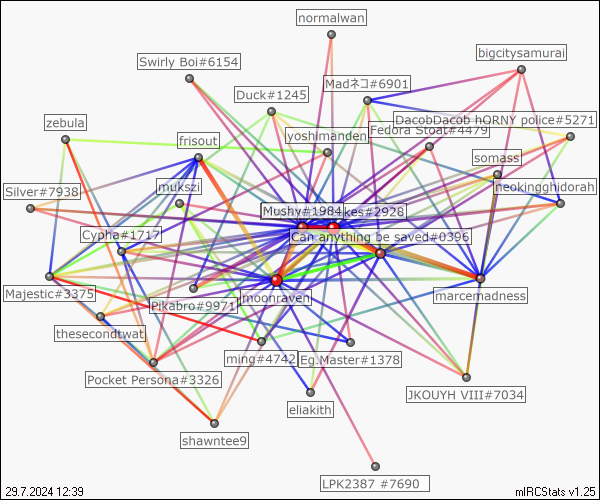 normalwan
bigcitysamurai
Swirly Boi#6154
Madネコ#6901
Duck#1245
DacobDacob hORNY police#5271
zebula
Fedora Stoat#4479
yoshimanden
frisout
somass
mukszi
neokingghidorah
Silver#7938
Mushy#1984
kes#2928
Cypha#1717
Can anything be saved#0396
Majestic#3375
moonraven
marcemadness
Pikabro#9971
thesecondtwat
ming#4742
Eg.Master#1378
Pocket Persona#3326
JKOUYH VIII#7034
eliakith
shawntee9
LPK2387 #7690
29.7.2024 12:39
mIRCStats v1.25